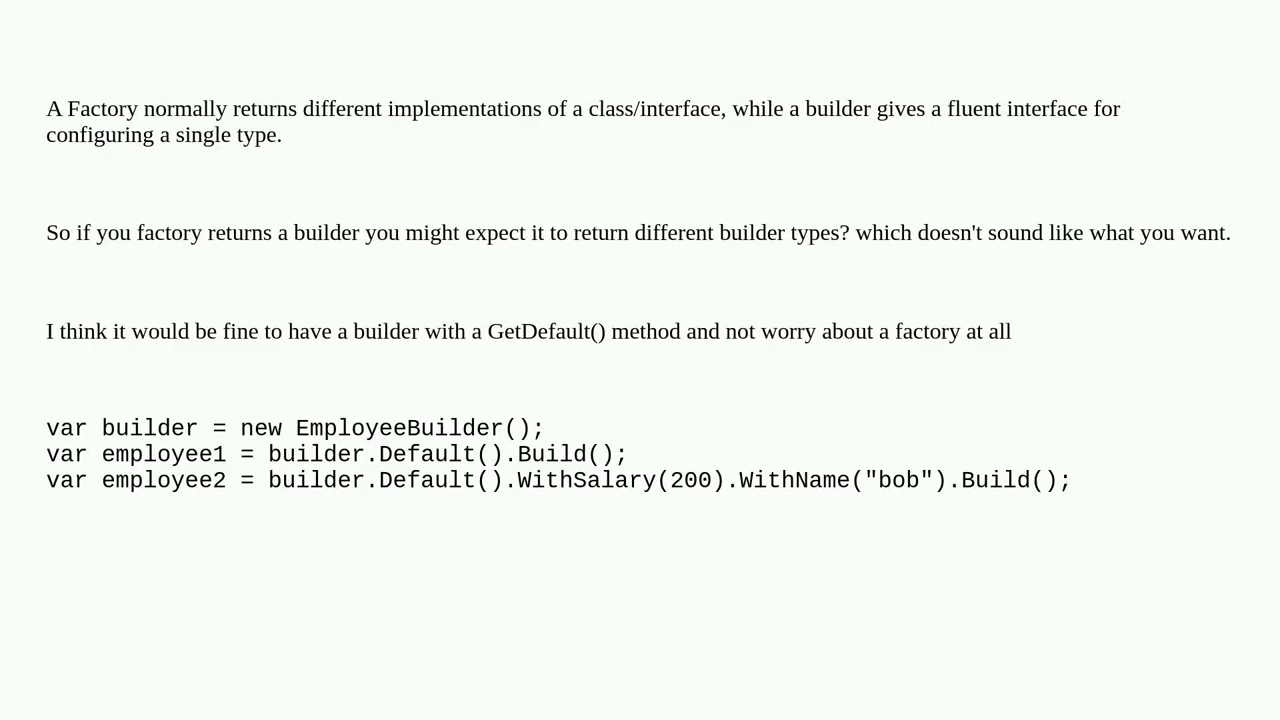 A Factory normally returns different implementations of a class/interface, while a builder gives a fluent interface for
configuring a single type.
So if you factory returns a builder you might expect it to return different builder types? which doesn't sound like what you want.
I think it would be fine to have a builder with a GetDefault() method and not worry about a factory at all
var builder = new EmployeeBuilder();
var employee1 = builder.Default().Build();
var employee2 = builder.Default().WithSalary(200).WithName("bob").Build();